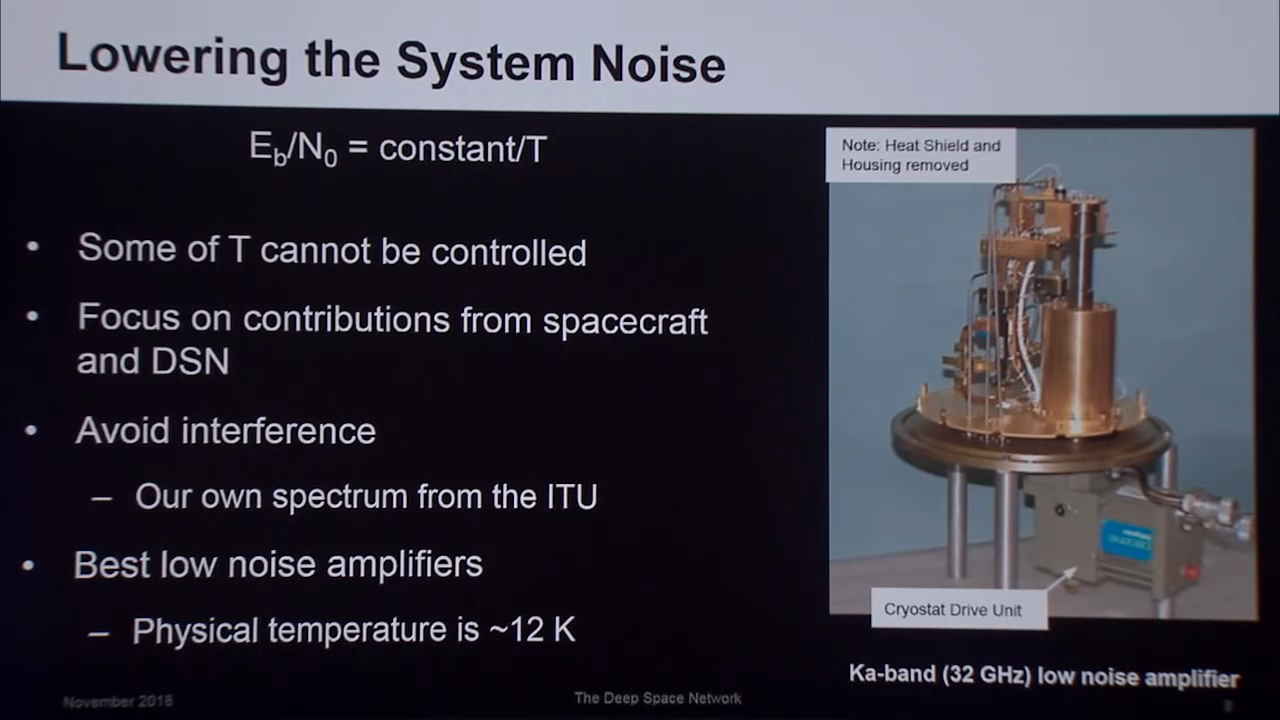 Lowering the System Noise
Eb/N0 = constant/T
• Some of T cannot be controlled
• Focus on contributions from spacecraft
and DSN
• Avoid interference
– Our own spectrum from the ITU
• Best low noise amplifiers
– Physical temperature is ~12 K
Note: Heat Shield and
Housing removed
Cryostat Drive Unit
Ka-band (32 GHz) low noise amplifier
November 2018
The Deep Space Network